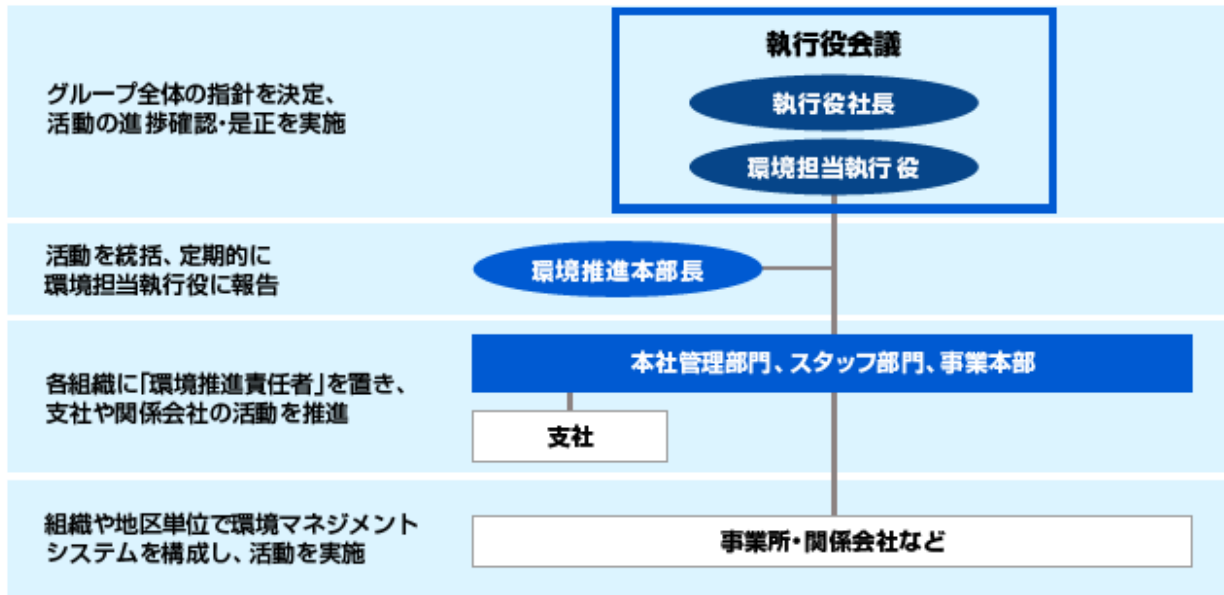 グループ全体の指針を決定、
活動の進捗確認・是正を実施
執行役会議
執行役社長
環境担当執行役
活動を統括、定期的に
環境担当執行役に報告
環境推進本部長
各組織に「環境推進責任者」を置き、
支社や関係会社の活動を推進
本社管理部門、スタッフ部門、事業本部
支社
組織や地区単位で環境マネジメント
システムを構成し、活動を実施
事業所・関係会社など